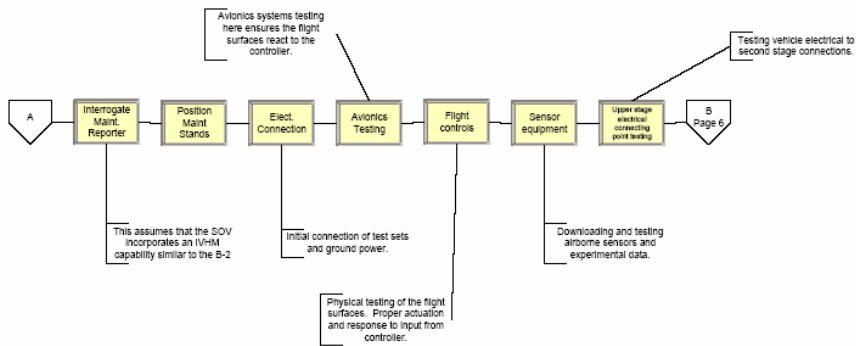 Avionics systems testing
here ensures the flight
surfaces react to the
controller.
Testing vehicle electrical to
second stage connections.
A
Interrogate
Maint.
Reporter
Position
Maint
Stands
Elect.
Connection
Avionics
Testing
Flight
controls
Sensor
equipment
Upper stage
electrical
connecting
point testing
B
Page 6
This assumes that the SOV
incorporates an IVHM
capability similar to the B-2
Initial connection of test sets
and ground power.
Downloading and testing
airborne sensors and
experimental data.
Physical testing of the flight
surfaces. Proper actuation
and response to input from
controller.